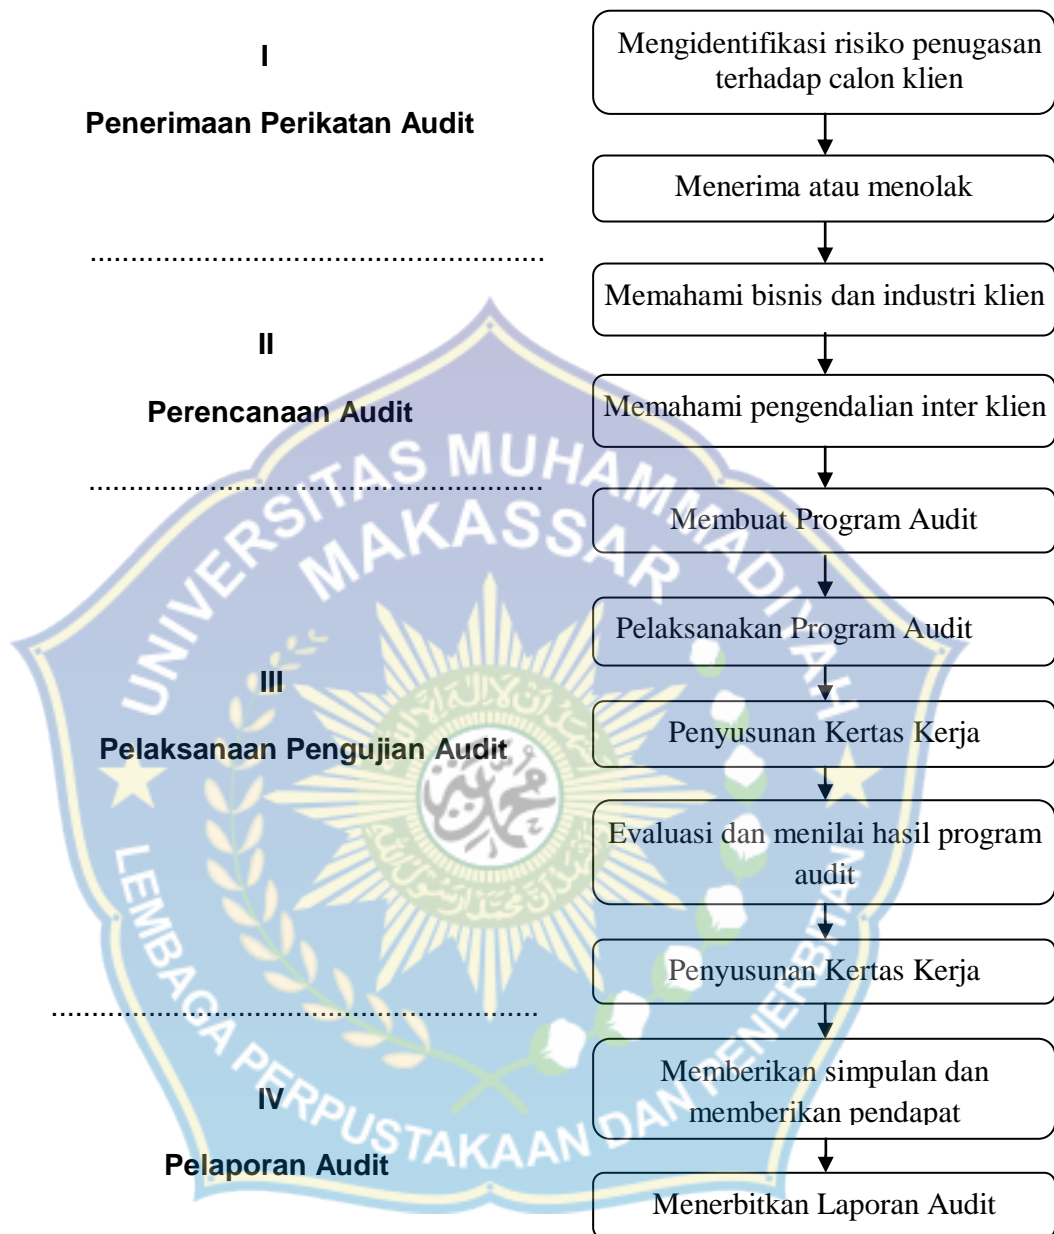 I
Penerimaan Perikatan Audit
Mengidentifikasi risiko penugasan
terhadap calon klien
Menerima atau menolak
......................................................
Memahami bisnis dan industri klien
II
Perencanaan Audit
Memahami pengendalian inter klien
......................................................
Membuat Program Audit
Pelaksanakan Program Audit
III
Pelaksanaan Pengujian Audit
Penyusunan Kertas Kerja
Evaluasi dan menilai hasil program
audit
Penyusunan Kertas Kerja
..........................................................
IV
Pelaporan Audit
Memberikan simpulan dan
memberikan pendapat
Menerbitkan Laporan Audit
UNIVERSITAS MUHAMMADIYAH
MAKASSAR
LEMBAGA PERPUSTAKAAN DAN PENERBITAN